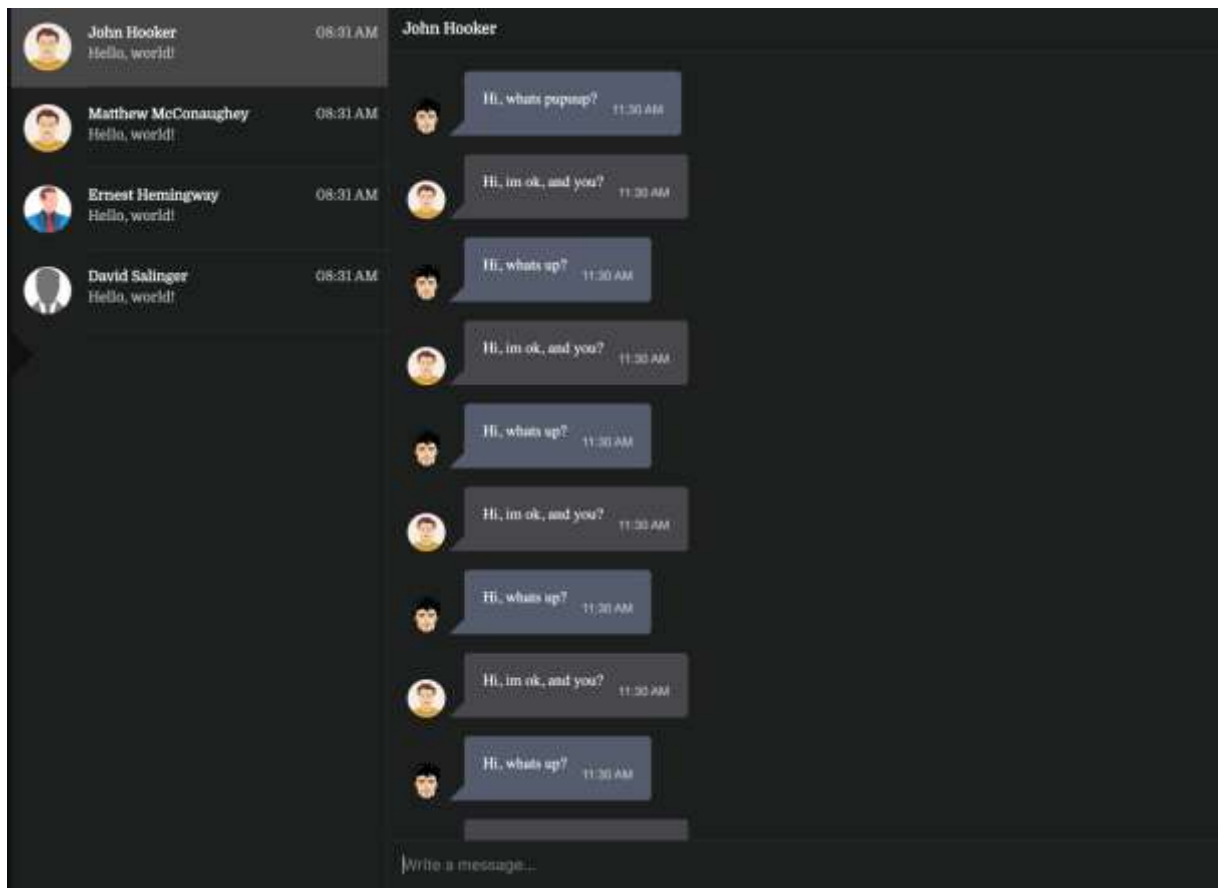 John Hooker 08:31 AM
Hello, world!
Matthew McConaughey 08:31 AM
Hello, world!
Ernest Hemingway 08:31 AM
Hello, world!
David Salinger 08:31 AM
Hello, world!
John Hooker
Hi, whats pupuup? 11:30 AM
Hi, im ok, and you? 11:30 AM
Hi, whats up? 11:30 AM
Hi, im ok, and you? 11:30 AM
Hi, whats up? 11:30 AM
Hi, im ok, and you? 11:30 AM
Hi, whats up? 11:30 AM
Hi, im ok, and you? 11:30 AM
Hi, whats up? 11:30 AM
Write a message...